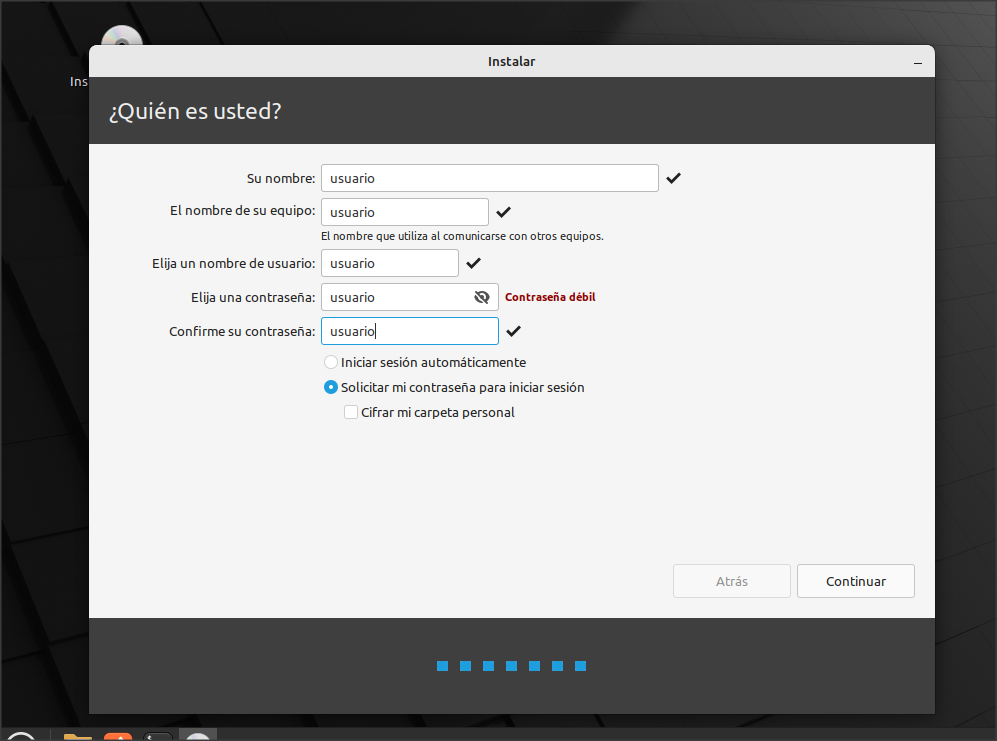 Ins
Instalar
¿Quién es usted?
Su nombre: usuario
El nombre de su equipo: usuario
El nombre que utiliza al comunicarse con otros equipos.
Elija un nombre de usuario: usuario
Elija una contraseña: usuario Contraseña débil
Confirme su contraseña: usuario
Iniciar sesión automáticamente
Solicitar mi contraseña para iniciar sesión
Cifrar mi carpeta personal
Atrás Continuar